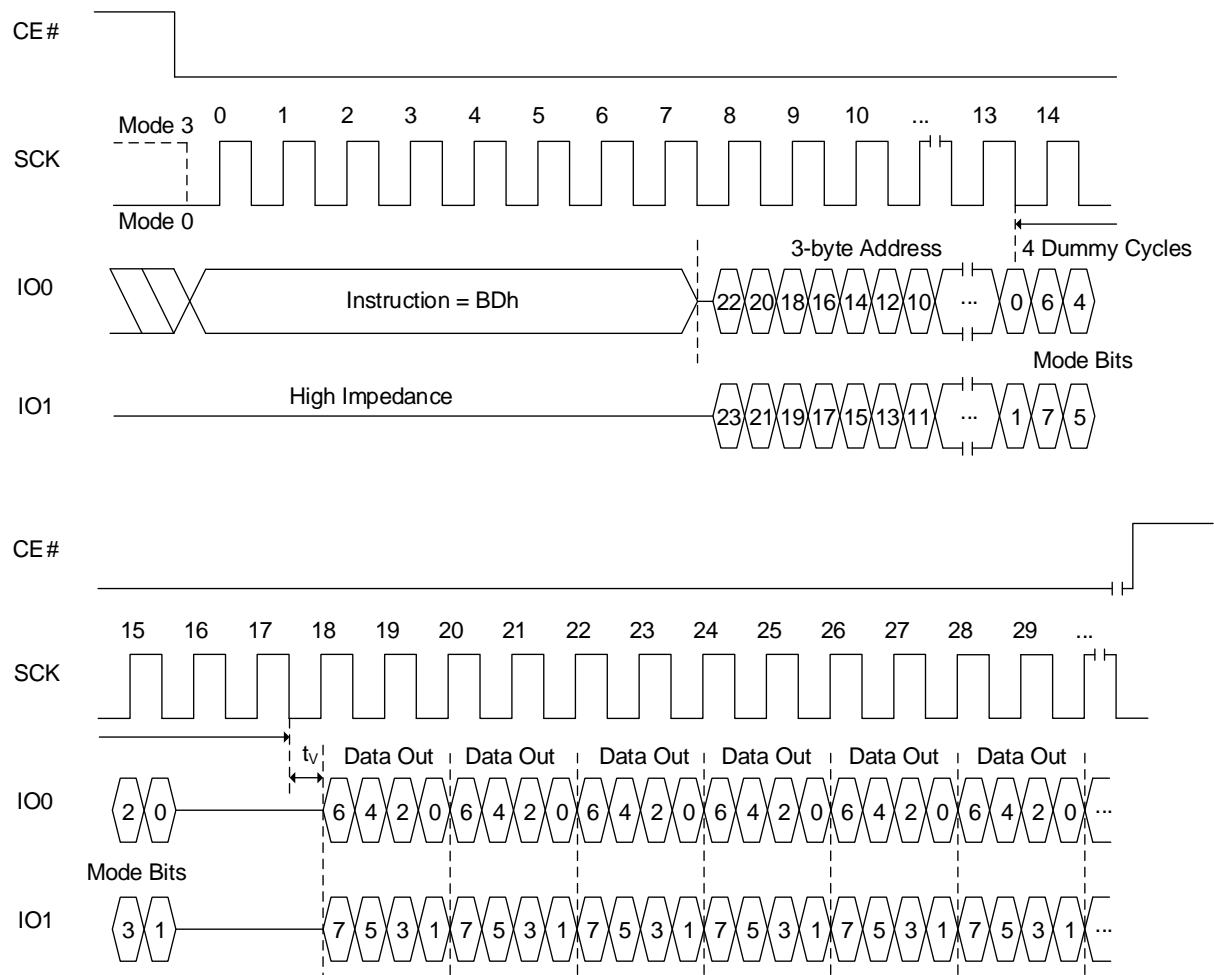 CE#
0 1 2 3 4 5 6 7 8 9 10 ... 13 14
Mode 3
SCK
Mode 0
3-byte Address 4 Dummy Cycles
IO0 Instruction = BDh 22 20 18 16 14 12 10 ... 0 6 4
Mode Bits
IO1 High Impedance 23 21 19 17 15 13 11 ... 1 7 5
CE#
15 16 17 18 19 20 21 22 23 24 25 26 27 28 29 ...
SCK
tV Data Out Data Out Data Out Data Out Data Out Data Out
IO0 2 0 6 4 2 0 6 4 2 0 6 4 2 0 6 4 2 0 6 4 2 0 6 4 2 0 ...
Mode Bits
IO1 3 1 7 5 3 1 7 5 3 1 7 5 3 1 7 5 3 1 7 5 3 1 7 5 3 1 ...